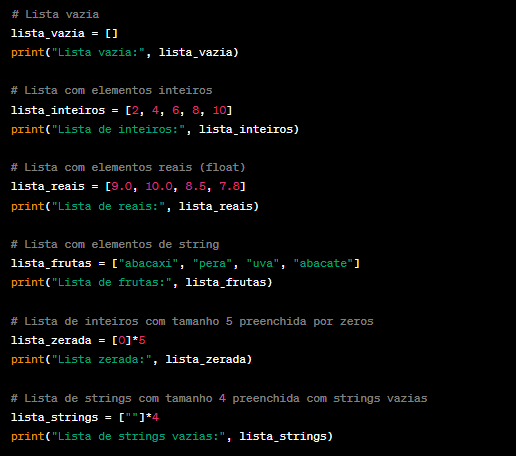 # Lista vazia
lista_vazia = []
print("Lista vazia:", lista_vazia)
# Lista com elementos inteiros
lista_inteiros = [2, 4, 6, 8, 10]
print("Lista de inteiros:", lista_inteiros)
# Lista com elementos reais (float)
lista_reais = [9.0, 10.0, 8.5, 7.8]
print("Lista de reais:", lista_reais)
# Lista com elementos de string
lista_frutas = ["abacaxi", "pera", "uva", "abacate"]
print("Lista de frutas:", lista_frutas)
# Lista de inteiros com tamanho 5 preenchida por zeros
lista_zerada = [0]*5
print("Lista zerada:", lista_zerada)
# Lista de strings com tamanho 4 preenchida com strings vazias
lista_strings = [""]*4
print("Lista de strings vazias:", lista_strings)